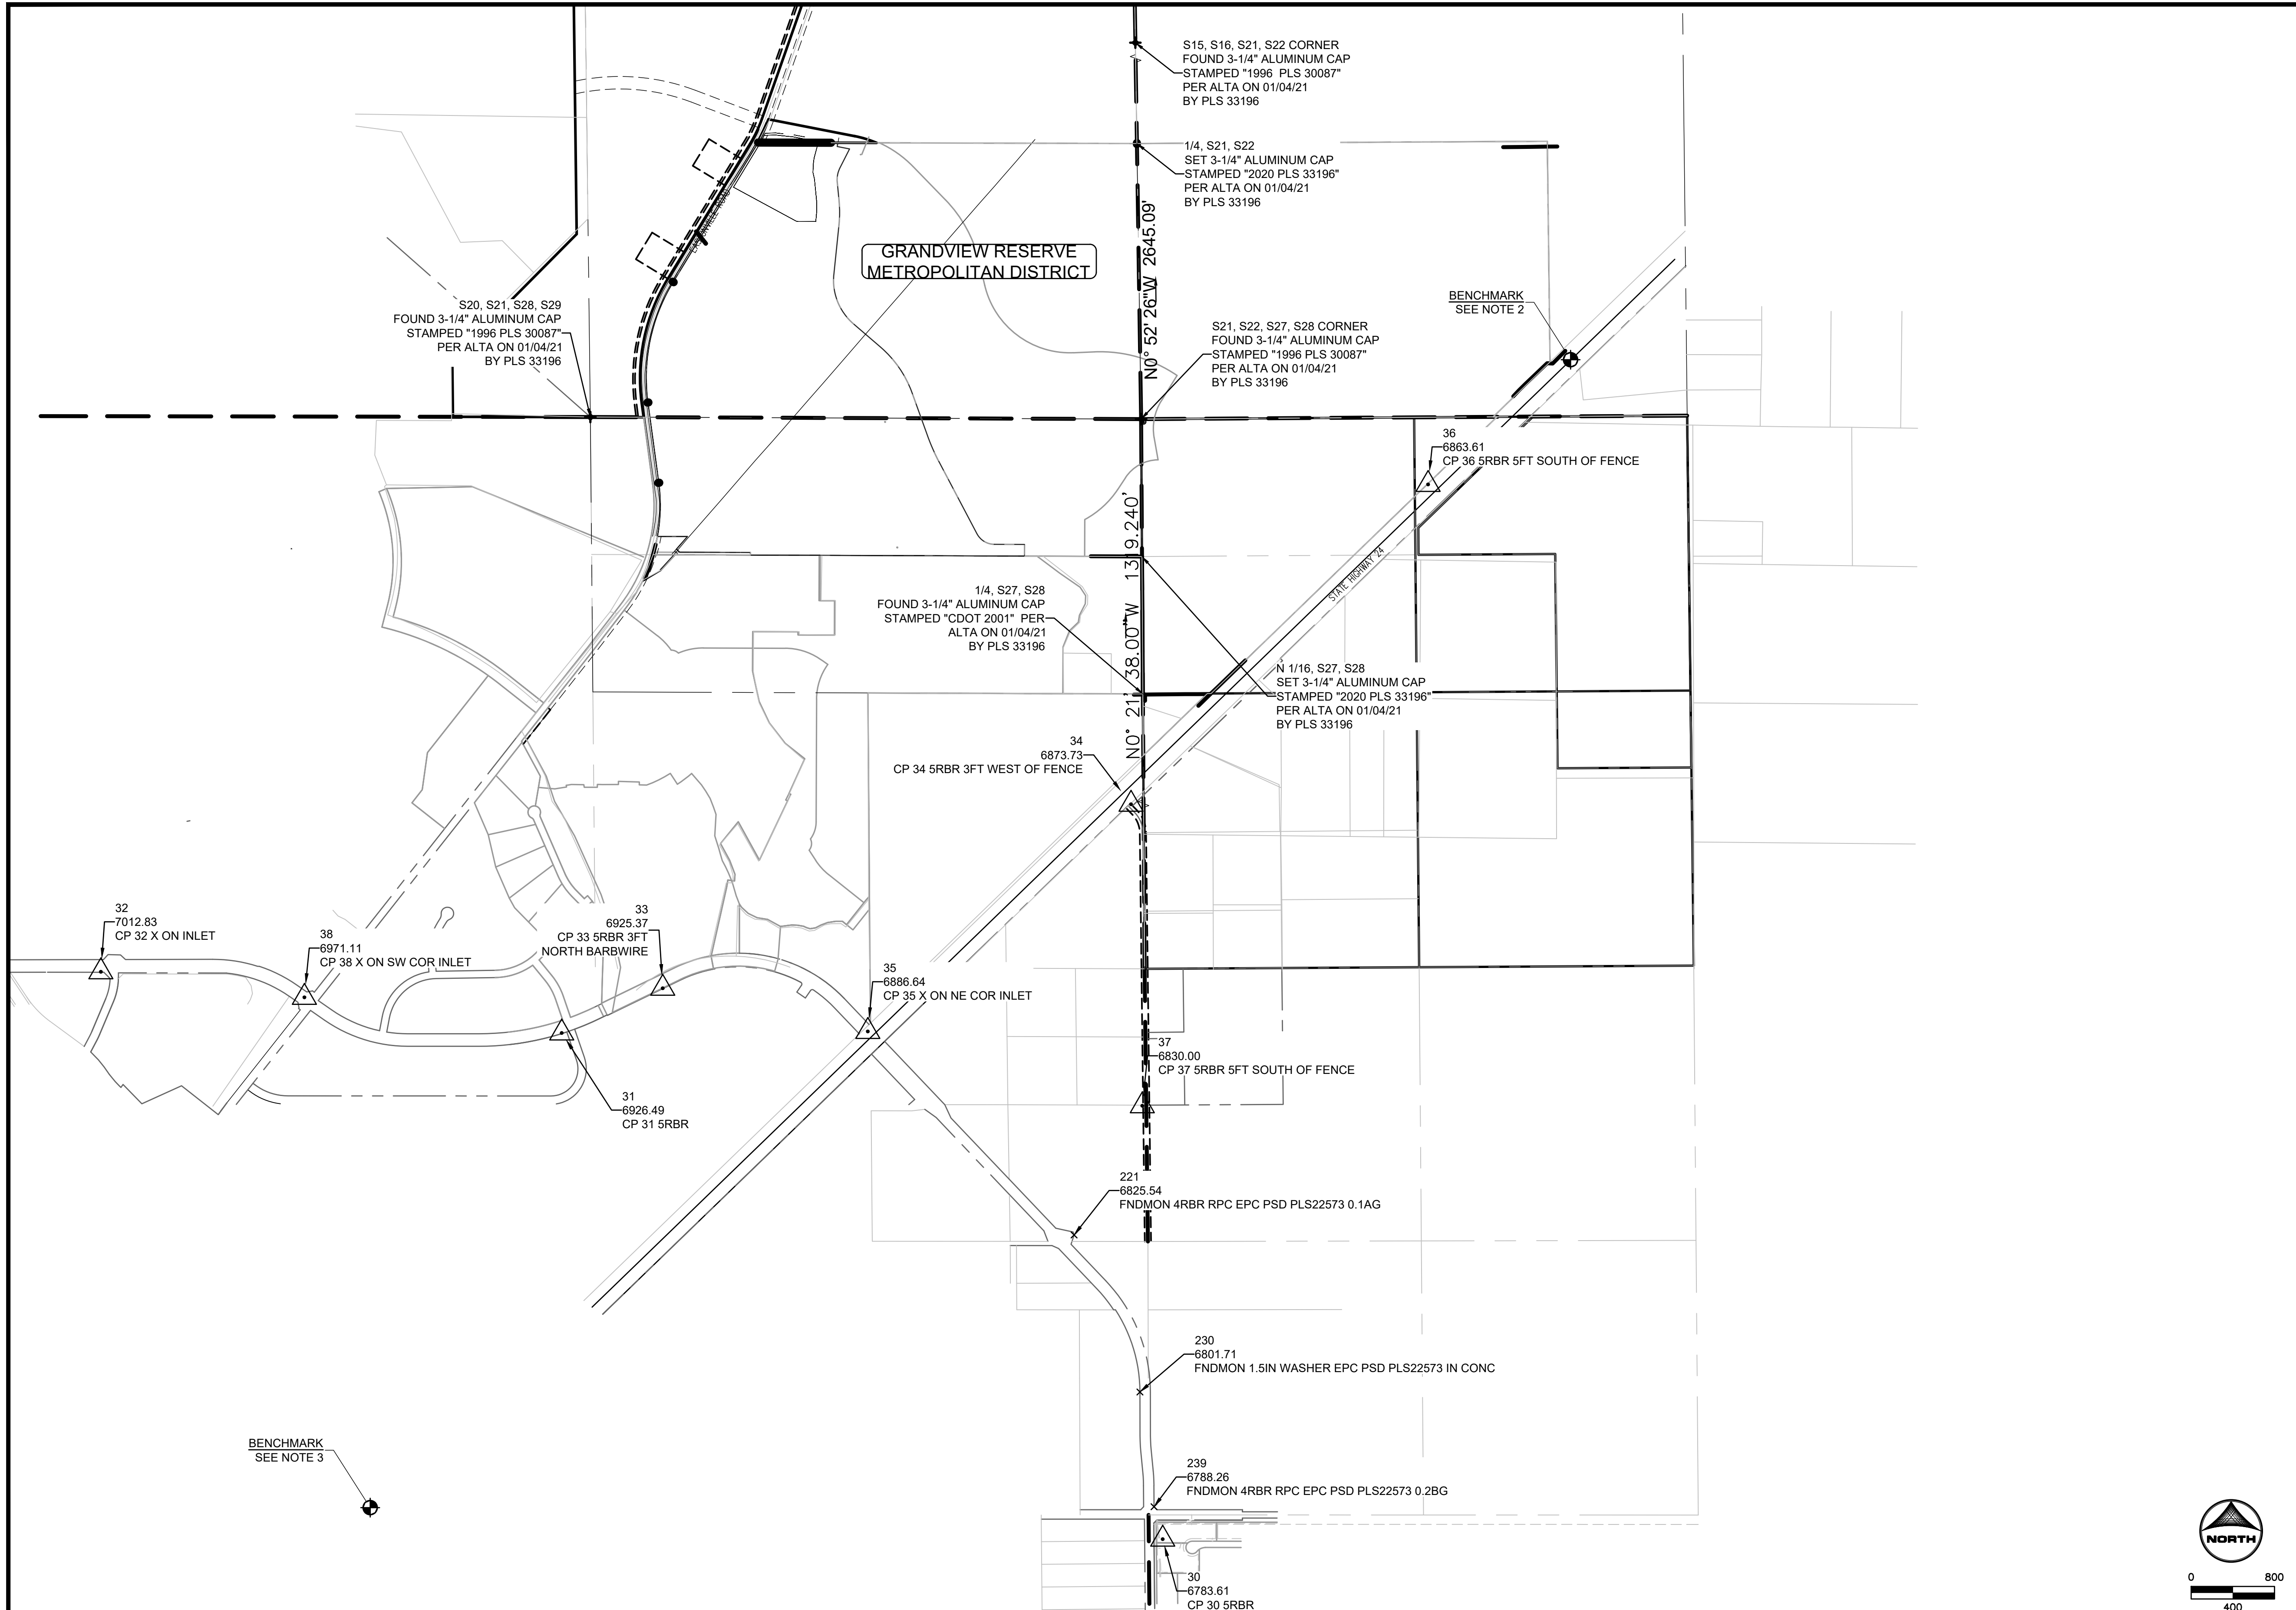 S15, S16, S21, S22 CORNER
FOUND 3-1/4" ALUMINUM CAP
STAMPED "1996 PLS 30087"
PER ALTA ON 01/04/21
BY PLS 33196
1/4, S21, S22
SET 3-1/4" ALUMINUM CAP
STAMPED "2020 PLS 33196"
PER ALTA ON 01/04/21
BY PLS 33196
N0° 52' 26"W 2645.09'
GRANDVIEW RESERVE
METROPOLITAN DISTRICT
S20, S21, S28, S29
FOUND 3-1/4" ALUMINUM CAP
STAMPED "1996 PLS 30087"
PER ALTA ON 01/04/21
BY PLS 33196
S21, S22, S27, S28 CORNER
FOUND 3-1/4" ALUMINUM CAP
STAMPED "1996 PLS 30087"
PER ALTA ON 01/04/21
BY PLS 33196
BENCHMARK
SEE NOTE 2
36
6863.61
CP 36 5RBR 5FT SOUTH OF FENCE
STATE HIGHWAY 24
N0° 21' 38.00"W 1319.240'
1/4, S27, S28
FOUND 3-1/4" ALUMINUM CAP
STAMPED "CDOT 2001" PER
ALTA ON 01/04/21
BY PLS 33196
N 1/16, S27, S28
SET 3-1/4" ALUMINUM CAP
STAMPED "2020 PLS 33196"
PER ALTA ON 01/04/21
BY PLS 33196
34
6873.73
CP 34 5RBR 3FT WEST OF FENCE
32
7012.83
CP 32 X ON INLET
38
6971.11
CP 38 X ON SW COR INLET
33
6925.37
CP 33 5RBR 3FT
NORTH BARBWIRE
35
6886.64
CP 35 X ON NE COR INLET
37
6830.00
CP 37 5RBR 5FT SOUTH OF FENCE
31
6926.49
CP 31 5RBR
221
6825.54
FNDMON 4RBR RPC EPC PSD PLS22573 0.1AG
230
6801.71
FNDMON 1.5IN WASHER EPC PSD PLS22573 IN CONC
BENCHMARK
SEE NOTE 3
239
6788.26
FNDMON 4RBR RPC EPC PSD PLS22573 0.2BG
30
6783.61
CP 30 5RBR
NORTH
0 800
400